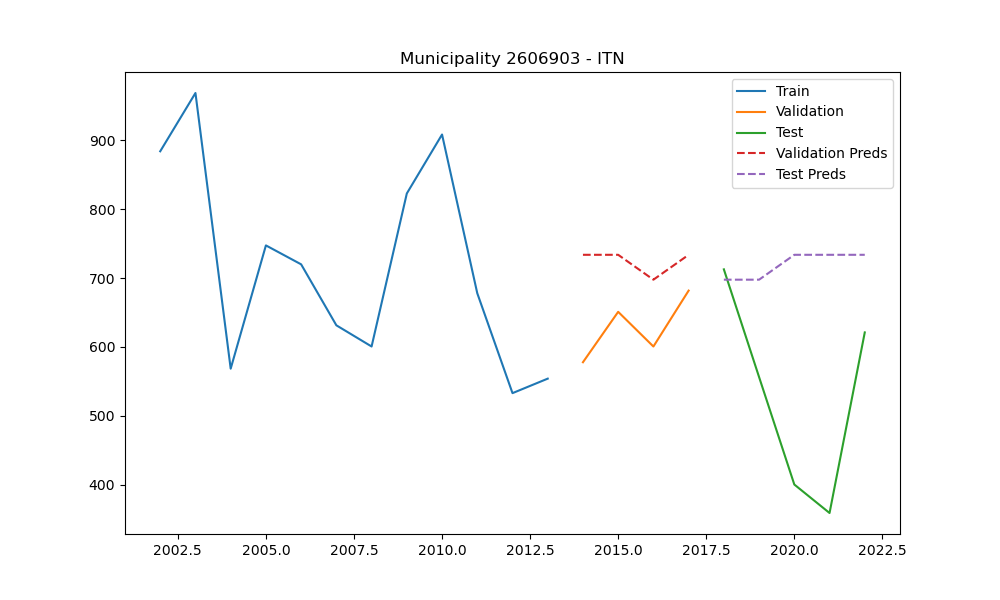 Municipality 2606903 - ITN
Train
Validation
Test
Validation Preds
Test Preds
900
800
700
600
500
400
2002.5 2005.0 2007.5 2010.0 2012.5 2015.0 2017.5 2020.0 2022.5